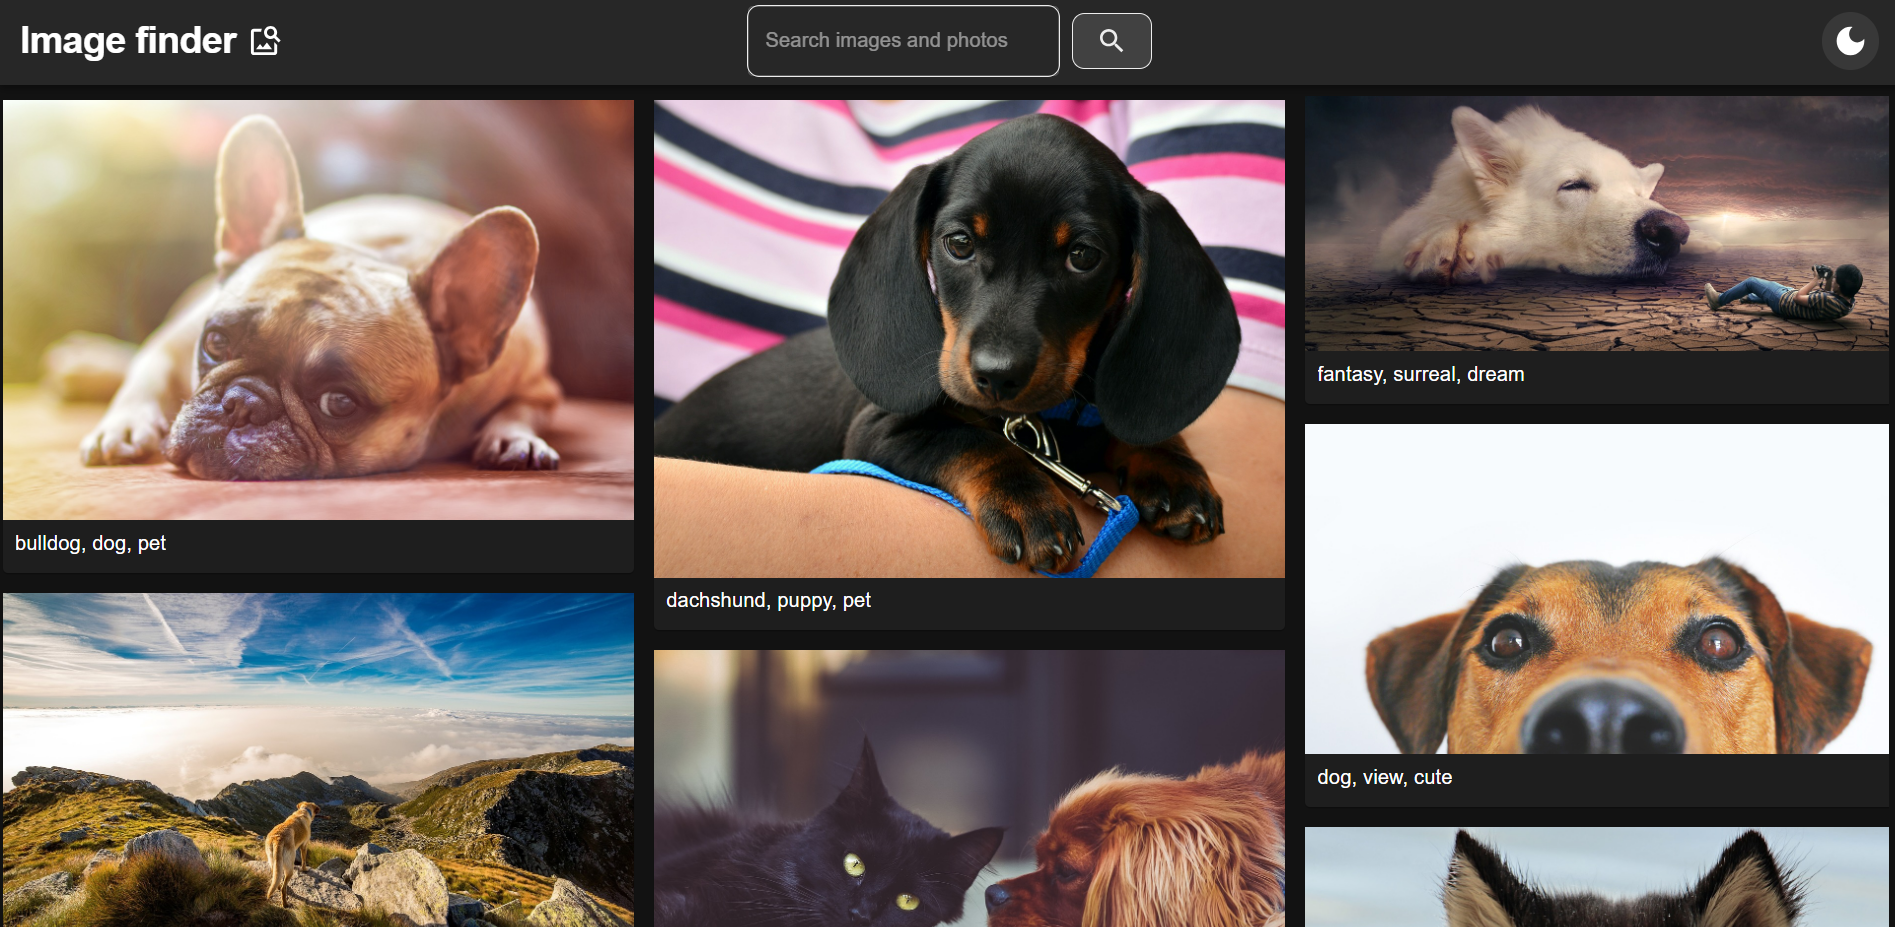 Image finder
Search images and photos
bulldog, dog, pet
dachshund, puppy, pet
fantasy, surreal, dream
dog, view, cute